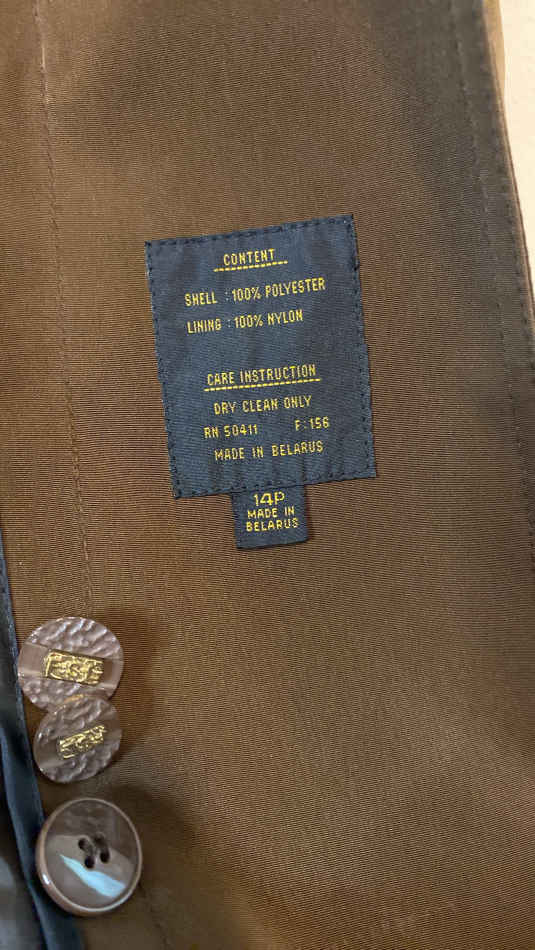 CONTENT
SHELL : 100% POLYESTER
LINING : 100% NYLON
CARE INSTRUCTION
DRY CLEAN ONLY
RN 50411 F: 156
MADE IN BELARUS
14P
MADE IN
BELARUS